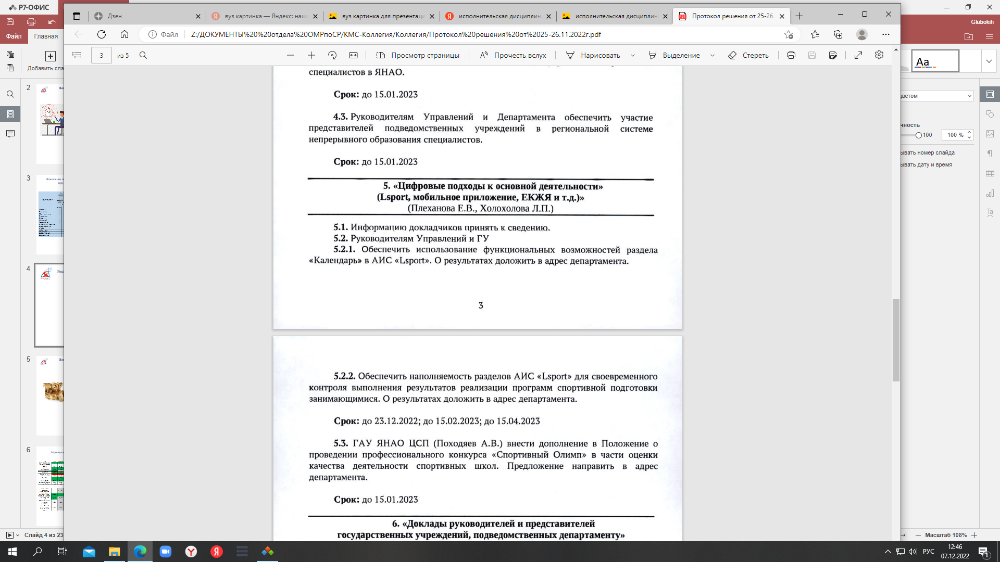 Р7-ОФИС
Glubokih
Файл
Главная
Добавить сла
Дзен
вуз картинка — Яндекс: наш
вуз картинка для презентаци
исполнительская дисциплин
исполнительская дисциплин
Протокол решения от 25-26.
Файл
Z:/ДОКУМЕНТЫ%20%20отдела%20ОМРпоСР/КМС-Коллегия/Коллегия/Протокол%20решения%20от%2025-26.11.2022г.pdf
3
из 5
Просмотр страницы
Прочесть вслух
Нарисовать
Выделение
Стереть
Aa
специалистов в ЯНАО.
Срок: до 15.01.2023
4.3. Руководителям Управлений и Департамента обеспечить участие
представителей подведомственных учреждений в региональной системе
непрерывного образования специалистов.
Срок: до 15.01.2023
5. «Цифровые подходы к основной деятельности»
(Lsport, мобильное приложение, ЕКЖЯ и т.д.)»
(Плеханова Е.В., Холохолова Л.П.)
5.1. Информацию докладчиков принять к сведению.
5.2. Руководителям Управлений и ГУ
5.2.1. Обеспечить использование функциональных возможностей раздела
«Календарь» в АИС «Lsport». О результатах доложить в адрес департамента.
3
5.2.2. Обеспечить наполняемость разделов АИС «Lsport» для своевременного
контроля выполнения результатов реализации программ спортивной подготовки
занимающимися. О результатах доложить в адрес департамента.
Срок: до 23.12.2022; до 15.02.2023; до 15.04.2023
5.3. ГАУ ЯНАО ЦСП (Походяев А.В.) внести дополнение в Положение о
проведении профессионального конкурса «Спортивный Олимп» в части оценки
качества деятельности спортивных школ. Предложение направить в адрес
департамента.
Срок: до 15.01.2023
6. «Доклады руководителей и представителей
государственных учреждений, подведомственных департаменту»
2
3
4
5
6
цветом
чность
100
100 %
ывать номер слайда
ывать дату и время
Слайд 4 из 23
Масштаб 108%
РУС
12:46
07.12.2022
1